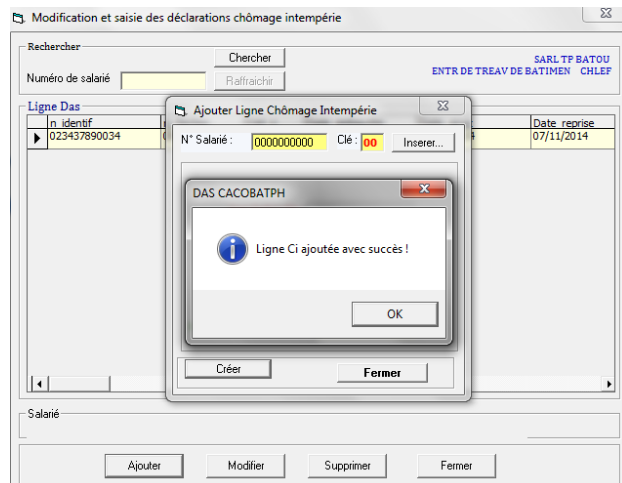 Modification et saisie des déclarations chômage intempérie
Rechercher
Chercher
SARL TP BATOU
Numéro de salarié
Raffraichir
ENTR DE TREAV DE BATIMEN CHLEF
Ligne Das
n_identif
Date_reprise
023437890034
07/11/2014
Ajouter Ligne Chômage Intempérie
N° Salarié :
0000000000
Clé :
00
Inserer...
DAS CACOBATPH
Ligne Ci ajoutée avec succès !
OK
Créer
Fermer
Salarié
Ajouter
Modifier
Supprimer
Fermer